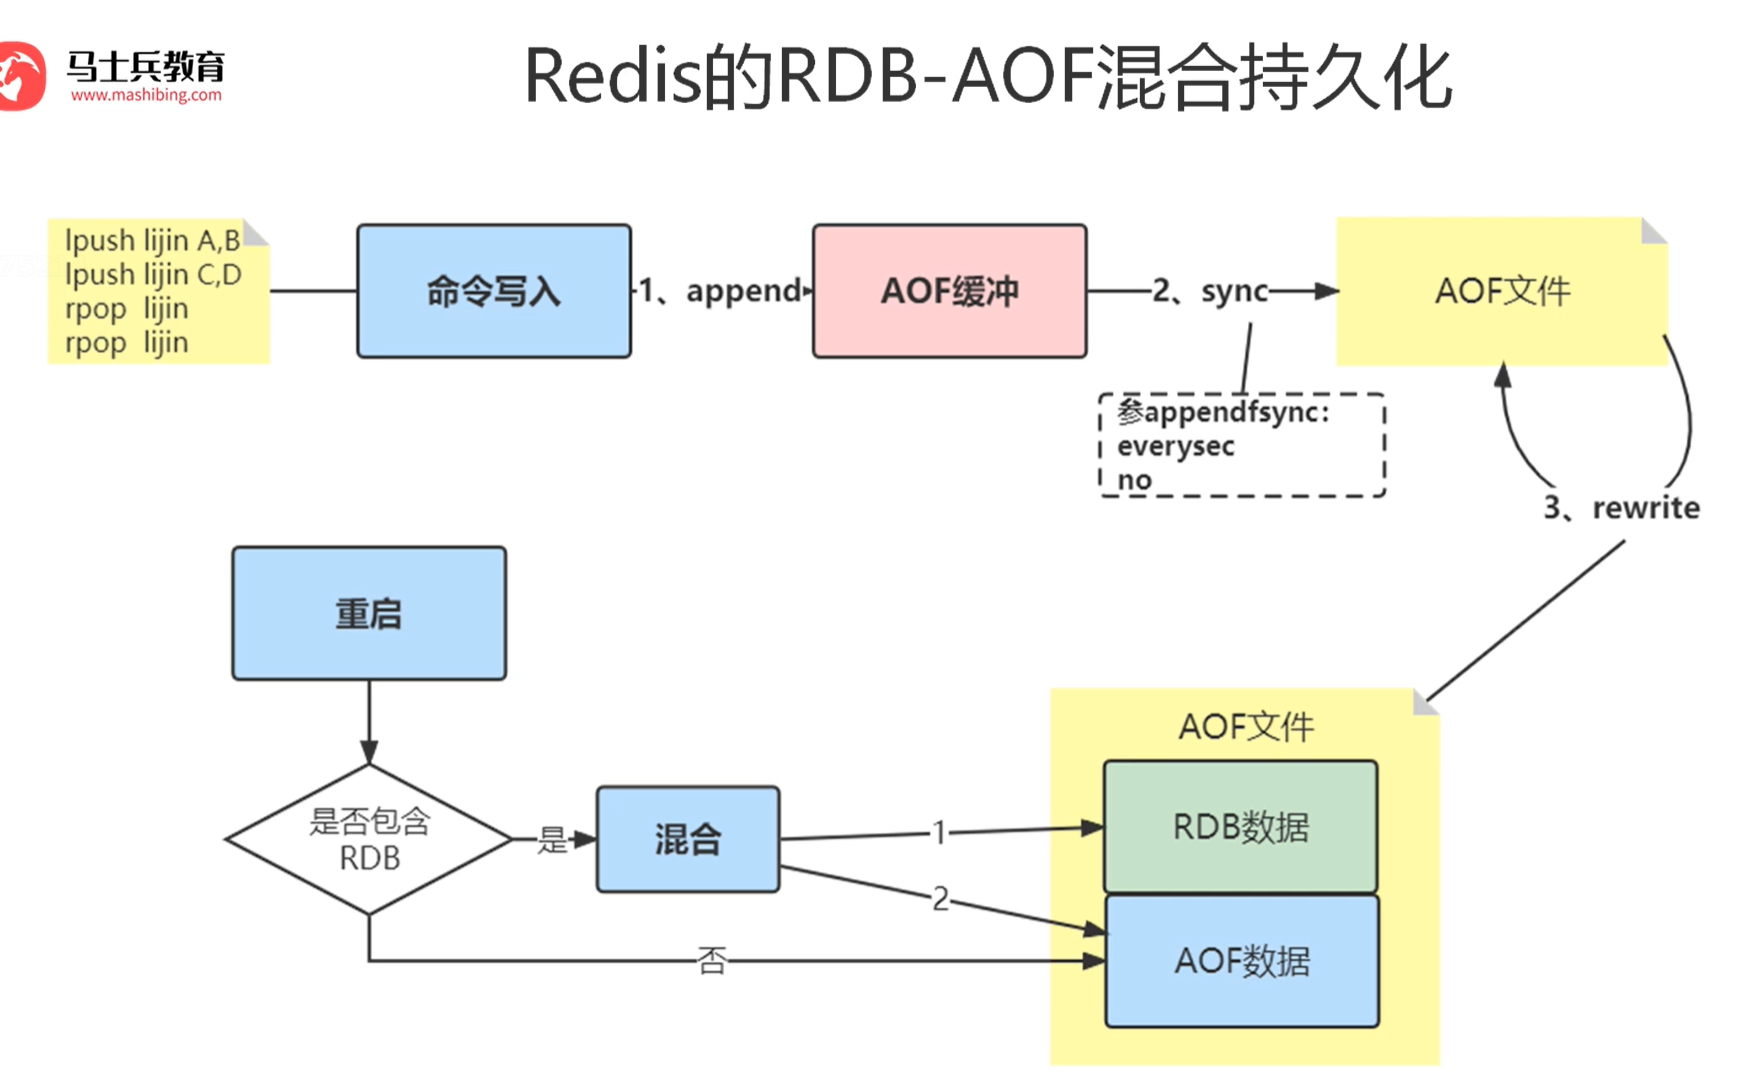 马士兵教育
www.mashibing.com
Redis的RDB-AOF混合持久化
lpush lijin A,B
lpush lijin C,D
rpop lijin
rpop lijin
命令写入
1、append
AOF缓冲
2、sync
AOF文件
参appendfsync:
everysec
no
3、rewrite
重启
是否包含
RDB
是
混合
1
2
否
AOF文件
RDB数据
AOF数据